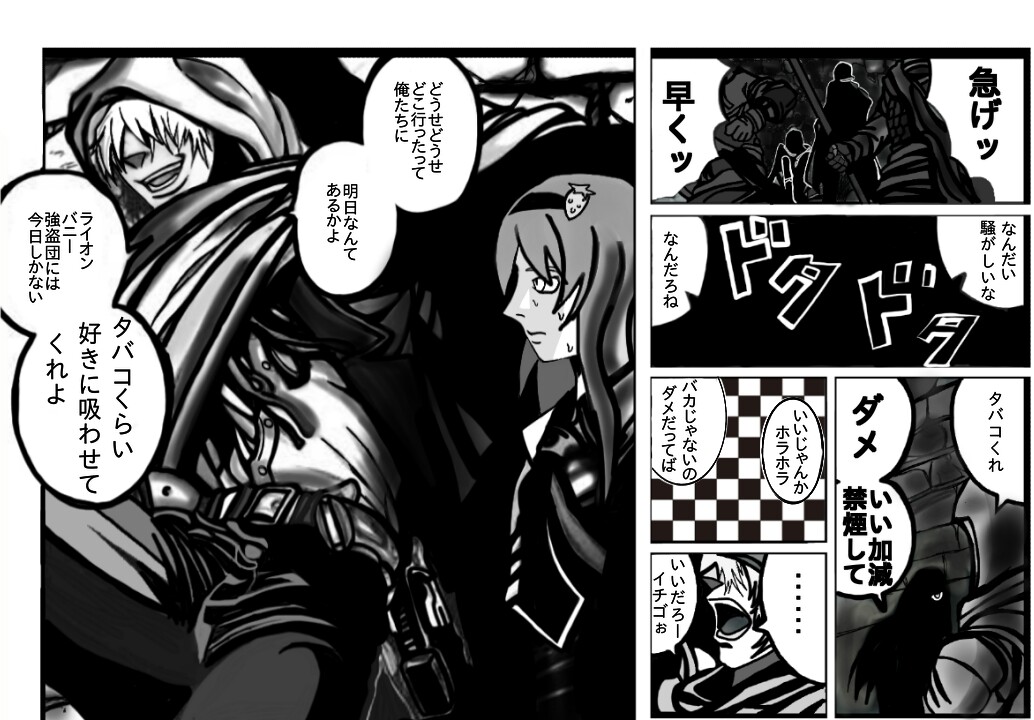 急げッ
早くッ
なんだい
騒がしいな
なんだろね
ドタドタ
タバコくれ
ダメ
いい加減
禁煙して
いいじゃんか
ホラホラ
バカじゃないの
ダメだってば
・・・・・・
いいだろー
イチゴぉ
どうせどうせ
どこ行ったって
俺たちに
明日なんて
あるかよ
ライオン
バニー
強盗団には
今日しかない
タバコくらい
好きに吸わせて
くれよ